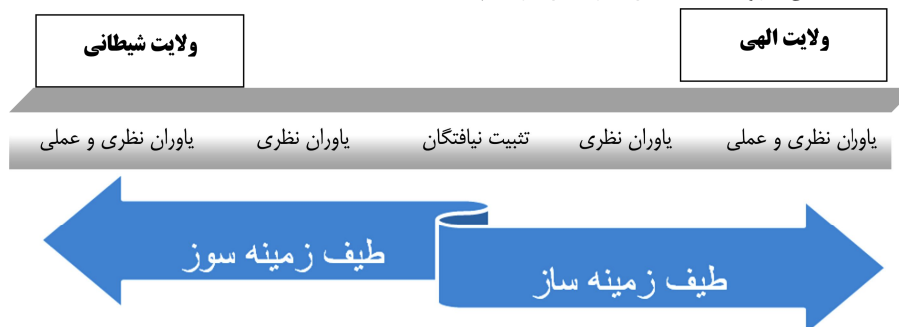 ولایت الهی
ولایت شیطانی
یاوران نظری و عملی یاوران نظری تثبیت نیافتگان یاوران نظری یاوران نظری و عملی
طیف زمینه ساز
طیف زمینه سوز